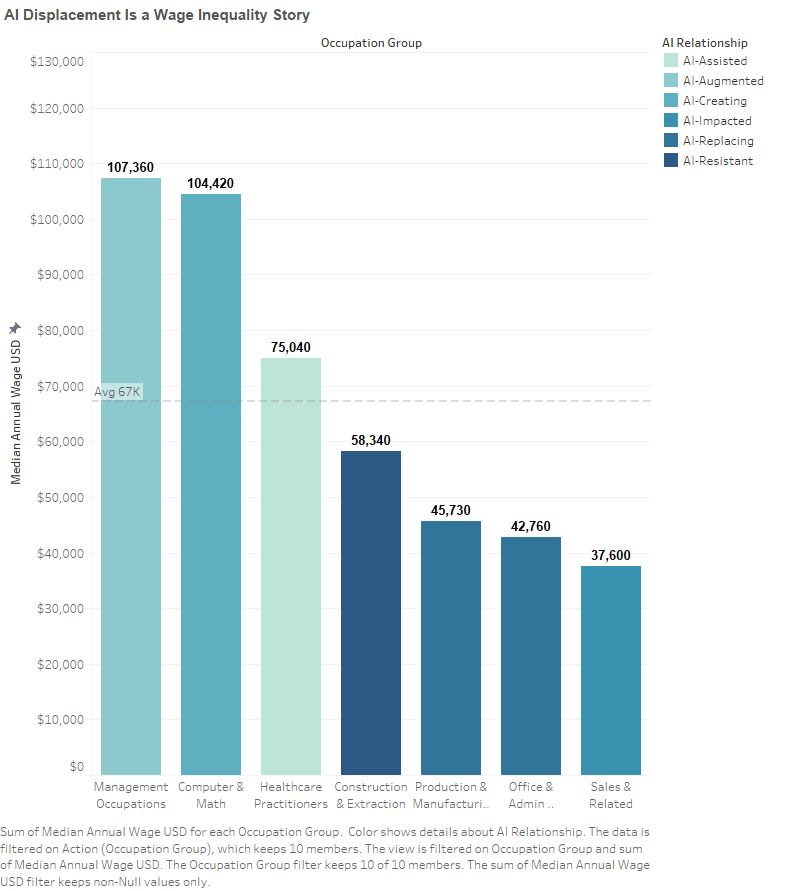 AI Displacement Is a Wage Inequality Story
Occupation Group
AI Relationship
AI-Assisted
AI-Augmented
AI-Creating
AI-Impacted
AI-Replacing
AI-Resistant
$130,000
$120,000
$110,000
$100,000
$90,000
$80,000
$70,000
$60,000
$50,000
$40,000
$30,000
$20,000
$10,000
$0
Median Annual Wage USD
107,360
104,420
75,040
Avg 67K
58,340
45,730
42,760
37,600
Management
Occupations
Computer &
Math
Healthcare
Practitioners
Construction
& Extraction
Production &
Manufacturi..
Office &
Admin ..
Sales &
Related
Sum of Median Annual Wage USD for each Occupation Group.  Color shows details about AI Relationship. The data is
filtered on Action (Occupation Group), which keeps 10 members. The view is filtered on Occupation Group and sum
of Median Annual Wage USD. The Occupation Group filter keeps 10 of 10 members. The sum of Median Annual Wage
USD filter keeps non-Null values only.